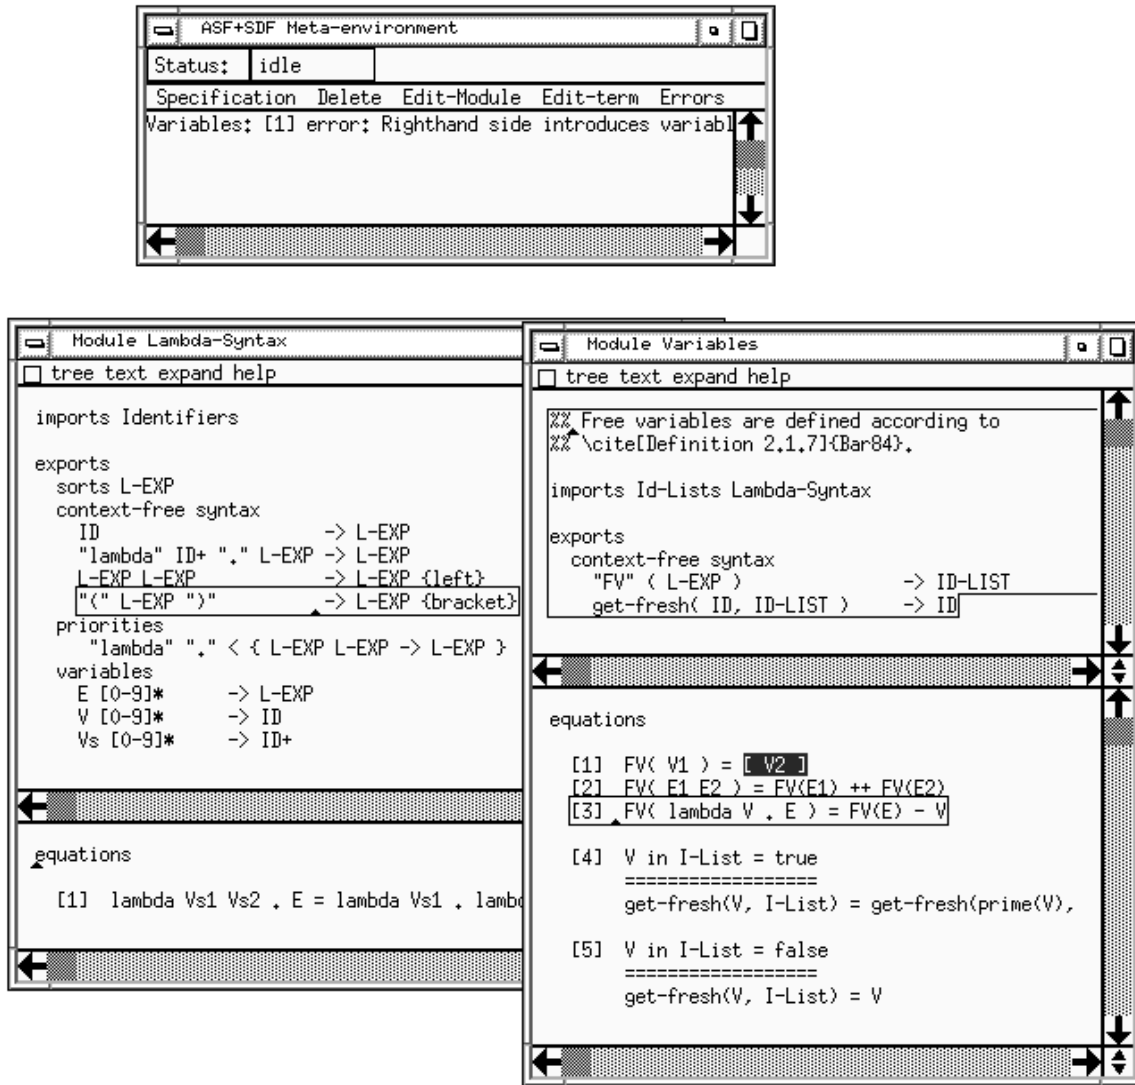 ASF+SDF Meta-environment
Status: idle
Specification Delete Edit-Module Edit-term Errors
Variables: [1] error: Righthand side introduces variabl
Module Lambda-Syntax
tree text expand help
imports Identifiers
exports
sorts L-EXP
context-free syntax
ID -> L-EXP
"lambda" ID+ "." L-EXP -> L-EXP
L-EXP L-EXP -> L-EXP {left}
"(" L-EXP ")" -> L-EXP {bracket}
priorities
"lambda" "." < { L-EXP L-EXP -> L-EXP }
variables
E [0-9]* -> L-EXP
V [0-9]* -> ID
Vs [0-9]* -> ID+
equations
[1] lambda Vs1 Vs2 . E = lambda Vs1 . lambd
Module Variables
tree text expand help
%% Free variables are defined according to
%% \cite[Definition 2.1.7]{Bar84}.
imports Id-Lists Lambda-Syntax
exports
context-free syntax
"FV" ( L-EXP ) -> ID-LIST
get-fresh( ID, ID-LIST ) -> ID
equations
[1] FV( V1 ) = [ V2 ]
[2] FV( E1 E2 ) = FV(E1) ++ FV(E2)
[3] FV( lambda V . E ) = FV(E) - V
[4] V in I-List = true
==================
get-fresh(V, I-List) = get-fresh(prime(V),
[5] V in I-List = false
==================
get-fresh(V, I-List) = V